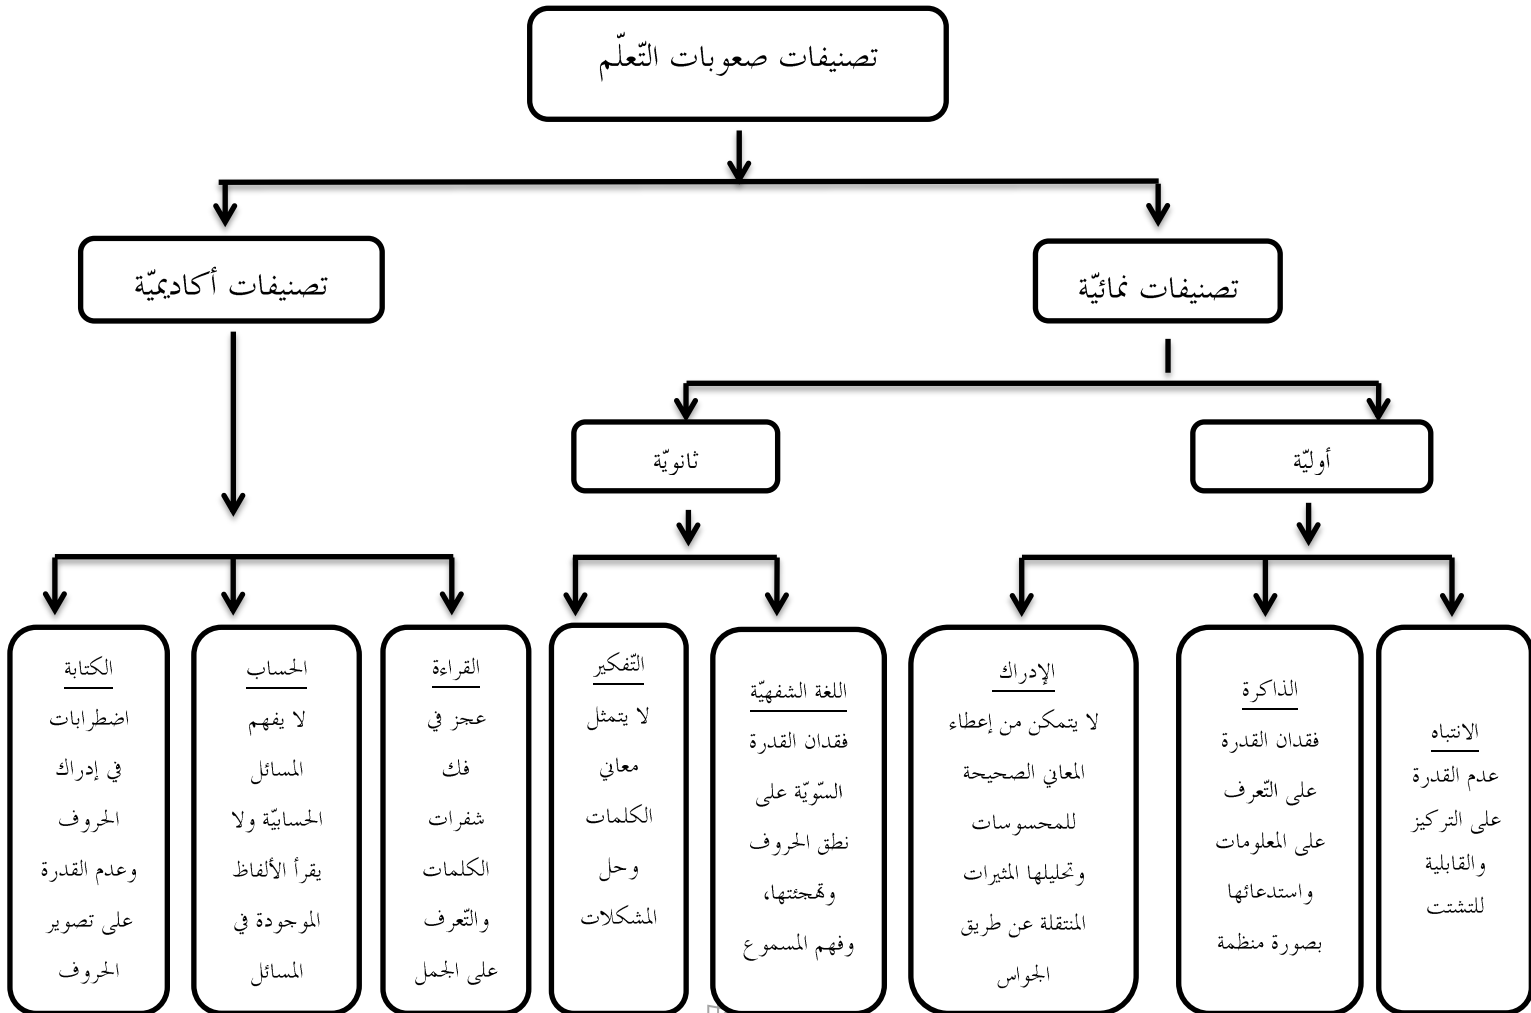 تصنيفات صعوبات التّعلّم
تصنيفات نمائيّة
تصنيفات أكاديميّة
أوليّة
ثانويّة
الانتباه
عدم القدرة
على التركيز
والقابلية
للتشتت
الذاكرة
فقدان القدرة
على التّعرف
على المعلومات
واستدعائها
بصورة منظمة
الإدراك
لا يتمكن من إعطاء
المعاني الصحيحة
للمحسوسات
وتحليلها المثيرات
المنتقلة عن طريق
الجواس
اللغة الشفهيّة
فقدان القدرة
السّويّة على
نطق الحروف
وتهجئتها،
وفهم المسموع
التّفكير
لا يتمثل
معاني
الكلمات
وحل
المشكلات
القراءة
عجز في
فك
شفرات
الكلمات
والتّعرف
على الجمل
الحساب
لا يفهم
المسائل
الحسابيّة ولا
يقرأ الألفاظ
الموجودة في
المسائل
الكتابة
اضطرابات
في إدراك
الحروف
وعدم القدرة
على تصوير
الحروف